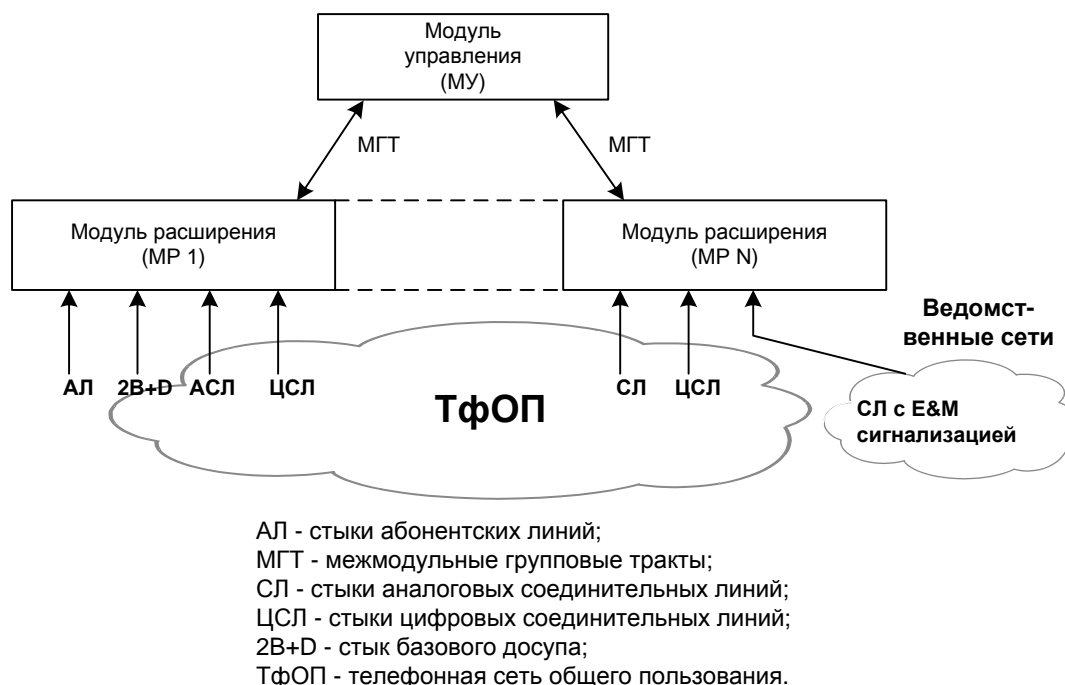 Модуль
управления
(МУ)
МГТ
МГТ
Модуль расширения
(МР 1)
Модуль расширения
(МР N)
Ведомст-
венные сети
АЛ
2B+D
АСЛ
ЦСЛ
СЛ
ЦСЛ
ТфОП
СЛ с E&M
сигнализацией
АЛ - стыки абонентских линий;
МГТ - межмодульные групповые тракты;
СЛ - стыки аналоговых соединительных линий;
ЦСЛ - стыки цифровых соединительных линий;
2B+D - стык базового досупа;
ТфОП - телефонная сеть общего пользования.